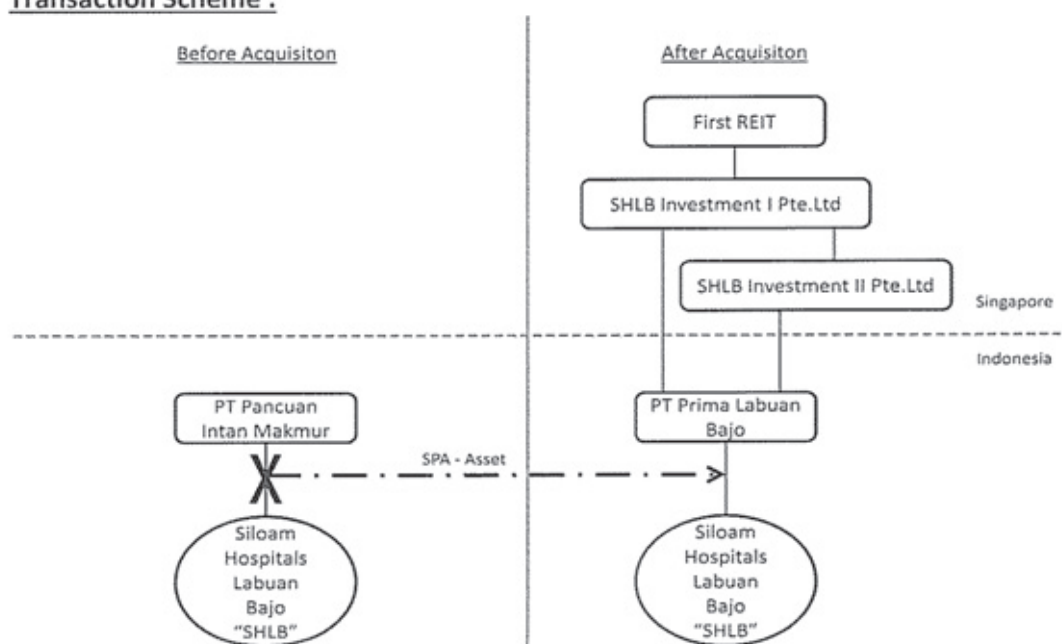 Transaction Scheme :
Before Acquisiton
After Acquisiton
First REIT
SHLB Investment I Pte.Ltd
SHLB Investment II Pte.Ltd
Singapore
Indonesia
PT Pancuan
Intan Makmur
PT Prima Labuan
Bajo
SPA - Asset
X
Siloam
Hospitals
Labuan
Bajo
"SHLB"
Siloam
Hospitals
Labuan
Bajo
"SHLB"